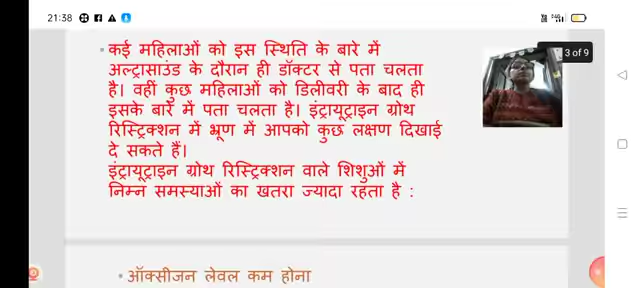 21:38
3 of 9
• कई महिलाओं को इस स्थिति के बारे में
अल्ट्रासाउंड के दौरान ही डॉक्टर से पता चलता
है। वहीं कुछ महिलाओं को डिलीवरी के बाद ही
इसके बारे में पता चलता है। इंट्रायूट्राइन ग्रोथ
रिस्ट्रिक्शन में भ्रूण में आपको कुछ लक्षण दिखाई
दे सकते हैं।
इंट्रायूट्राइन ग्रोथ रिस्ट्रिक्शन वाले शिशुओं में
निम्न समस्याओं का खतरा ज्यादा रहता है :
• ऑक्सीजन लेवल कम होना